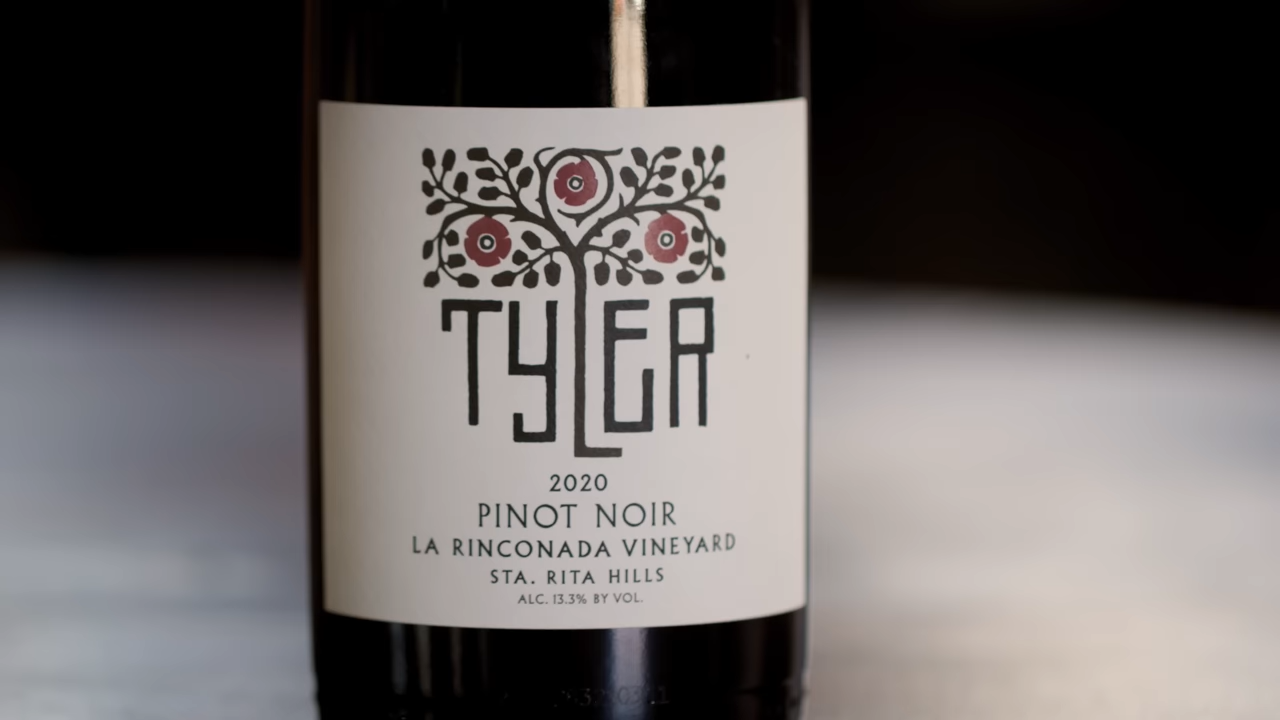 TYLER
2020
PINOT NOIR
LA RINCONADA VINEYARD
STA. RITA HILLS
ALC. 13.3% BY VOL.